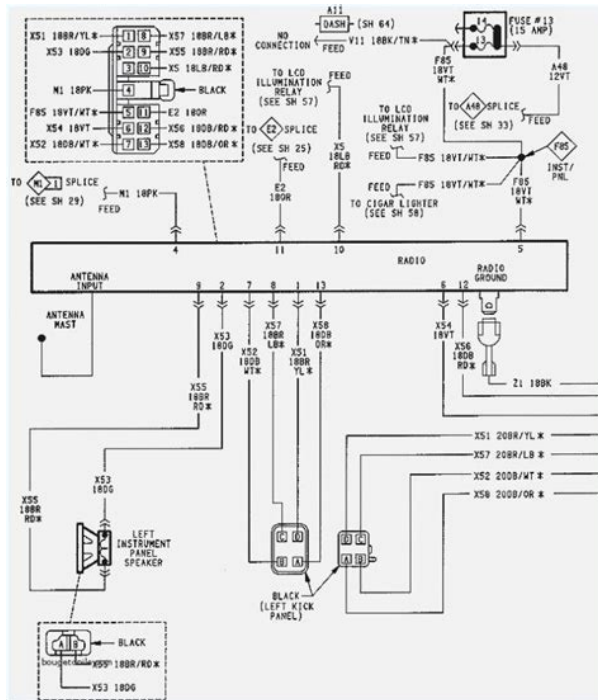 A11
DASH (SH 64)
NO CONNECTION
V11 18BK/TN*
FEED
14
13
FUSE #13
(15 AMP)
F85
18VT
WT*
A48
12VT
X51 18BR/YL*
1 8
X57 18BR/LB*
X53 18DG
2 9
X55 18BR/RD*
3 10
X5 18LB/RD*
M1 18PK
4
BLACK
F85 18VT/WT*
5 11
E2 18OR
X54 18VT
6 12
X56 18DB/RD*
X52 18DB/WT*
7 13
X58 18DB/OR*
TO LCD
ILLUMINATION
RELAY
(SEE SH 57)
FEED
TO A48 SPLICE
(SEE SH 33)
FEED
TO E2 SPLICE
(SEE SH 25)
FEED
X5
18LB
RD*
TO LCD
ILLUMINATION
RELAY
(SEE SH 57)
FEED
F85 18VT/WT*
F85
INST/
PNL
FEED
F85 18VT/WT*
TO CIGAR LIGHTER
(SEE SH 58)
F85
18VT
WT*
TO M1 SPLICE
(SEE SH 29)
M1 18PK
FEED
E2
18OR
4
11
10
5
RADIO
ANTENNA
INPUT
RADIO
GROUND
9
2
7
8
1
13
6
12
ANTENNA
MAST
X55
18BR
RD*
X53
18DG
X52
18DB
WT*
X57
18BR
LB*
X51
18BR
YL*
X58
18DB
OR*
X54
18VT
X56
18DB
RD*
Z1 18BK
X51 20BR/YL*
X57 20BR/LB*
X52 20DB/WT*
X58 20DB/OR*
X55
18BR
RD*
X53
18DG
LEFT
INSTRUMENT
PANEL
SPEAKER
C D
B A
D C
A B
BLACK
(LEFT KICK
PANEL)
A B
BLACK
X55 18BR/RD*
X53 18DG